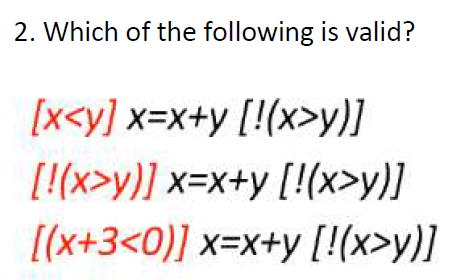 2. Which of the following is valid?
[x<y] x=x+y [!(x>y)]
[!(x>y)] x=x+y [!(x>y)]
[(x+3<0)] x=x+y [!(x>y)]